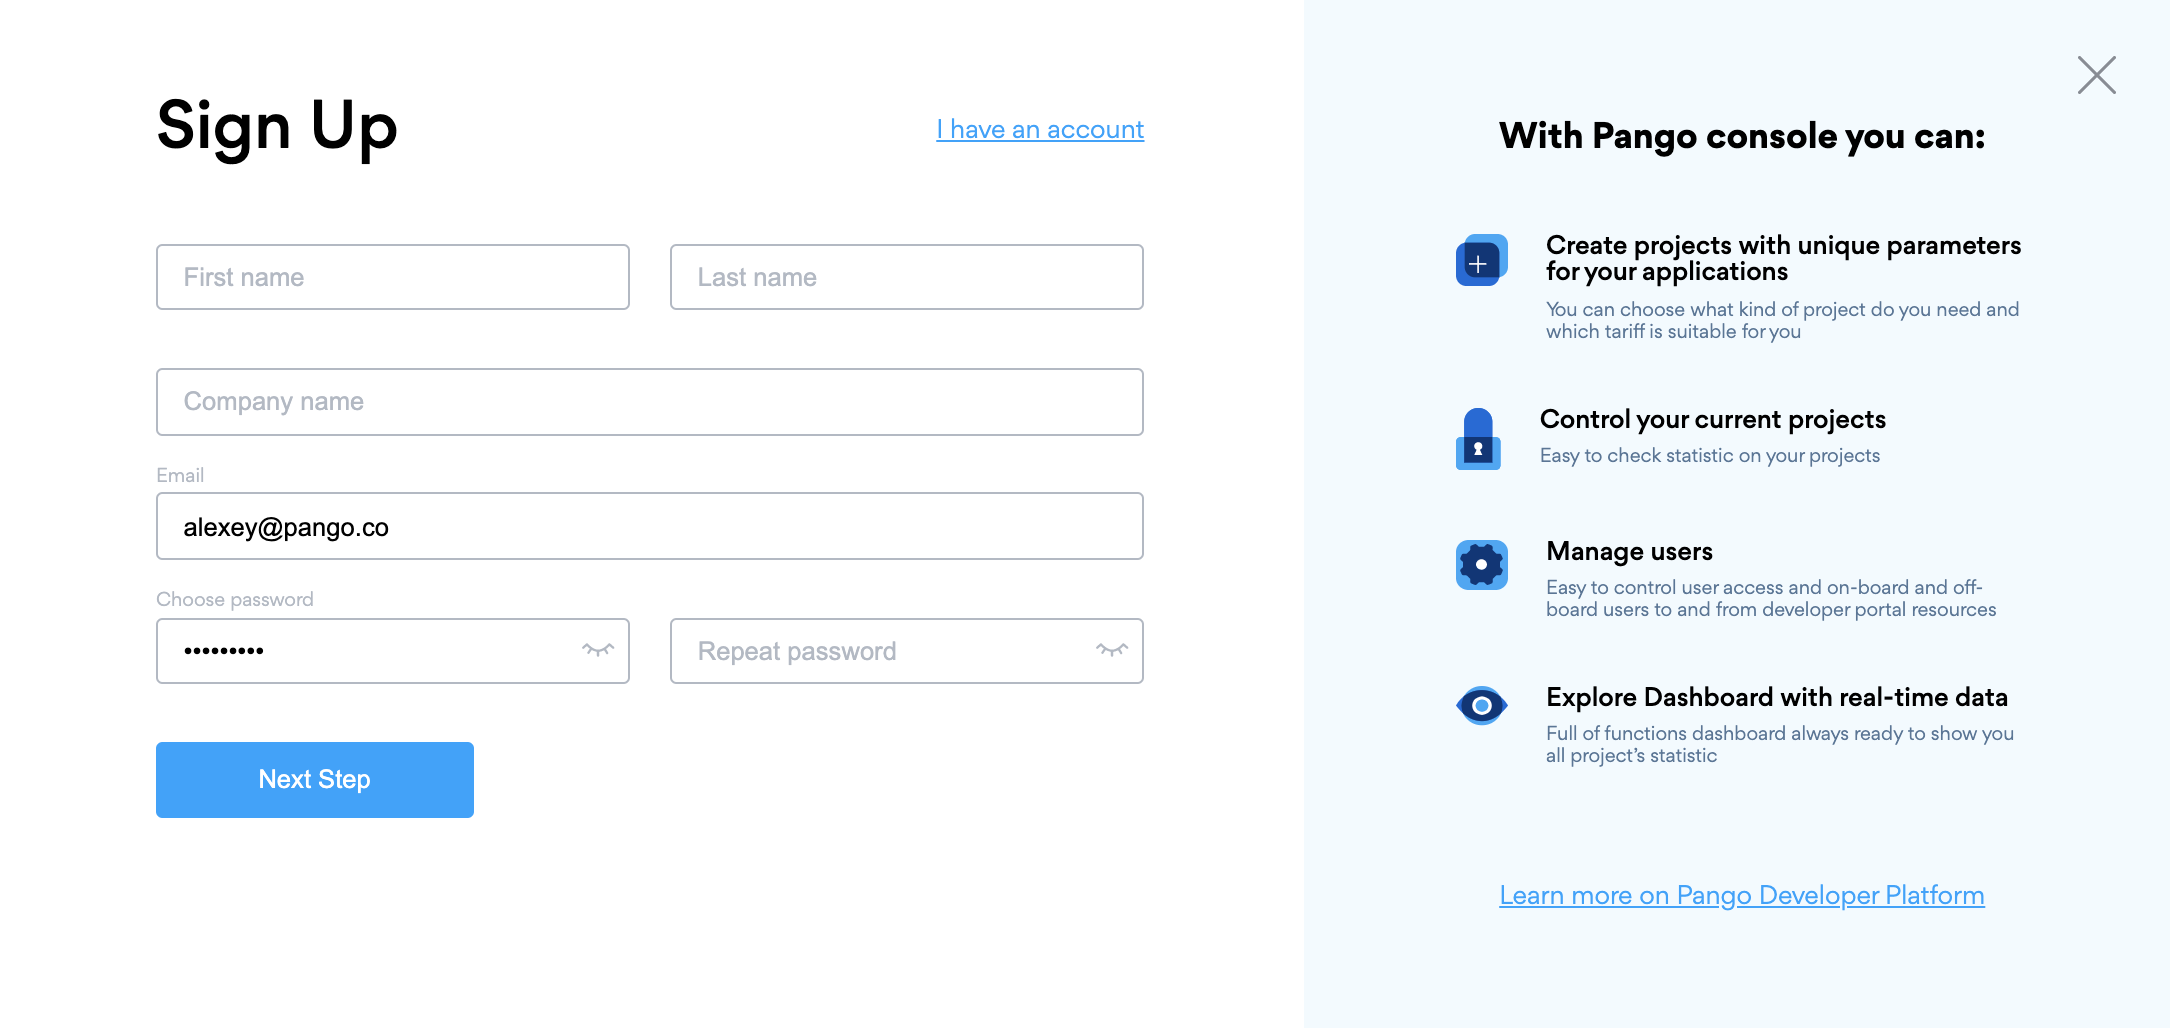 Sign Up
I have an account
First name
Last name
Company name
Email
alexey@pango.co
Choose password
•••••••••
Repeat password
Next Step
With Pango console you can:
Create projects with unique parameters
for your applications
You can choose what kind of project do you need and
which tariff is suitable for you
Control your current projects
Easy to check statistic on your projects
Manage users
Easy to control user access and on-board and off-
board users to and from developer portal resources
Explore Dashboard with real-time data
Full of functions dashboard always ready to show you
all project’s statistic
Learn more on Pango Developer Platform